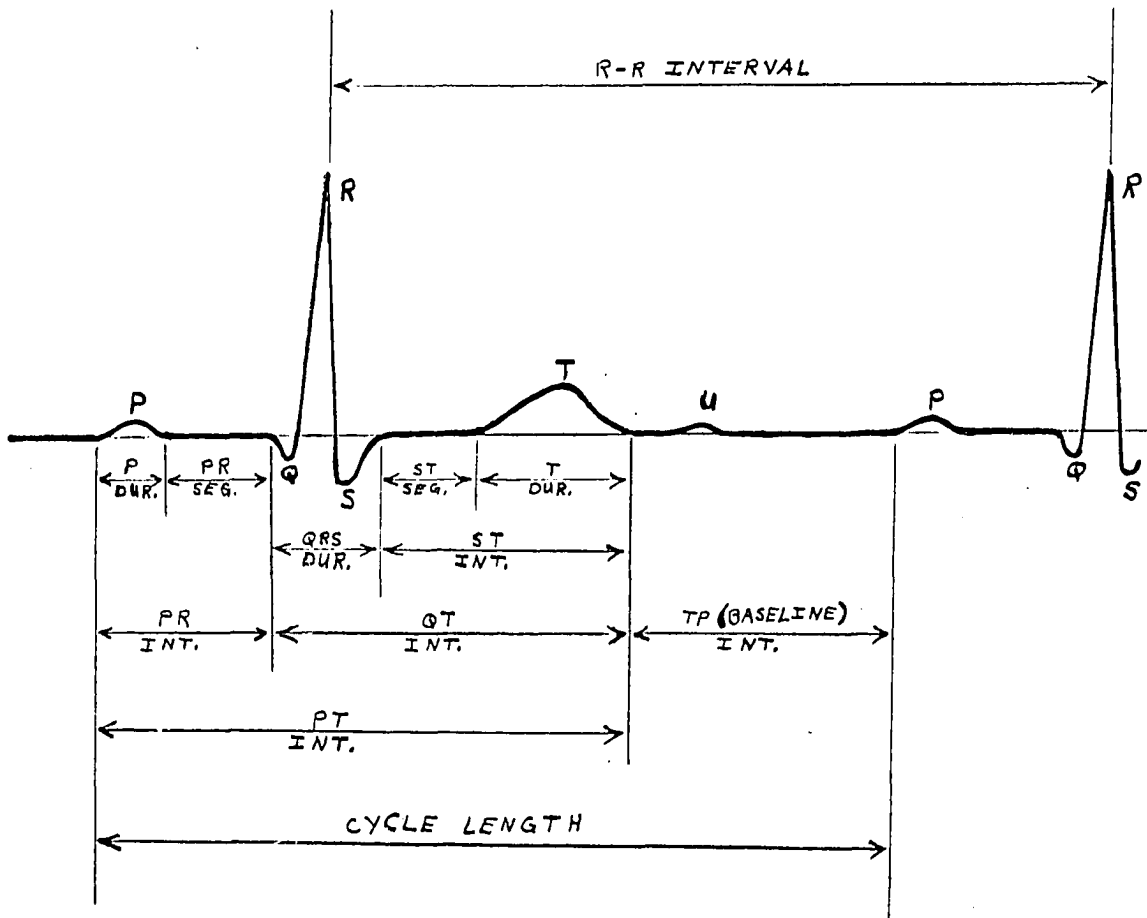 R-R INTERVAL
R
R
P
T
U
P
Q
S
Q
S
P
DUR.
PR
SEG.
ST
SEG.
T
DUR.
QRS
DUR.
ST
INT.
PR
INT.
QT
INT.
TP (BASELINE)
INT.
PT
INT.
CYCLE LENGTH